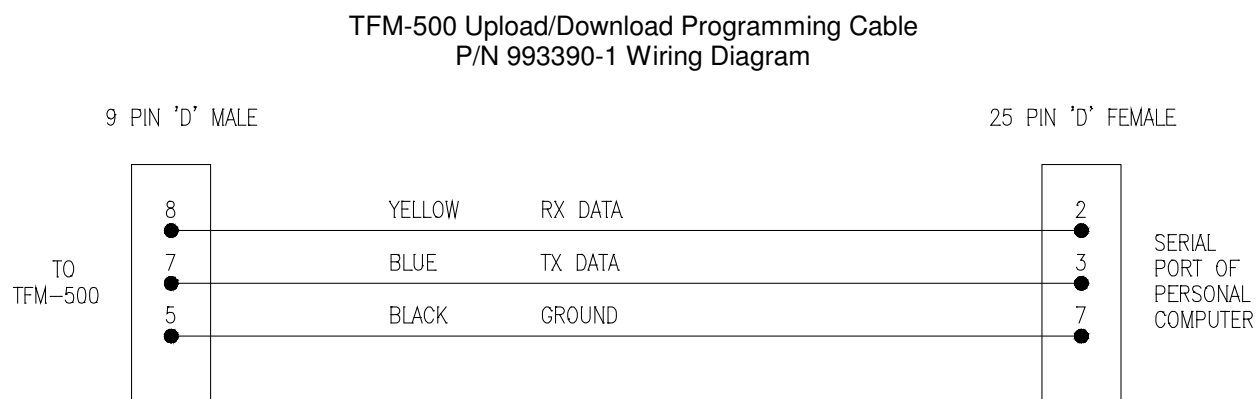 TFM-500 Upload/Download Programming Cable
P/N 993390-1 Wiring Diagram
9 PIN 'D' MALE
25 PIN 'D' FEMALE
8 YELLOW RX DATA 2
7 BLUE TX DATA 3
5 BLACK GROUND 7
TO
TFM-500
SERIAL
PORT OF
PERSONAL
COMPUTER